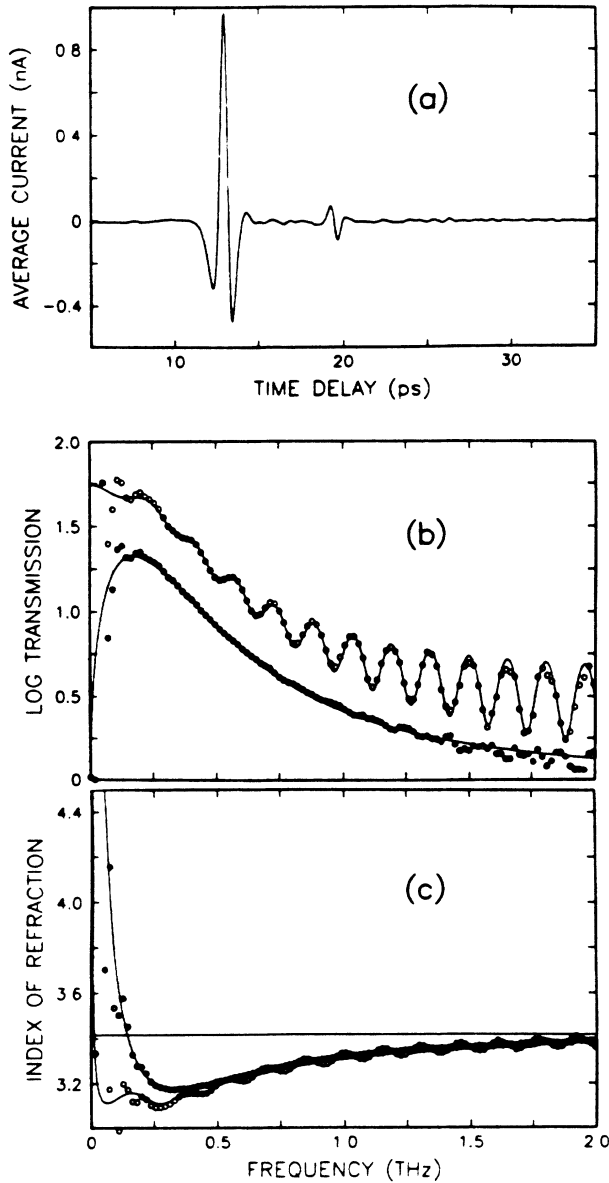 (a)
AVERAGE CURRENT (nA)
0 8
0 4
0
-0.4
10 20 30
TIME DELAY (ps)
(b)
LOG TRANSMISSION
2.0
1.5
1.0
0.5
0
(c)
INDEX OF REFRACTION
4.4
4.0
3.6
3.2
0 0.5 1 0 1.5 2 0
FREQUENCY (THz)